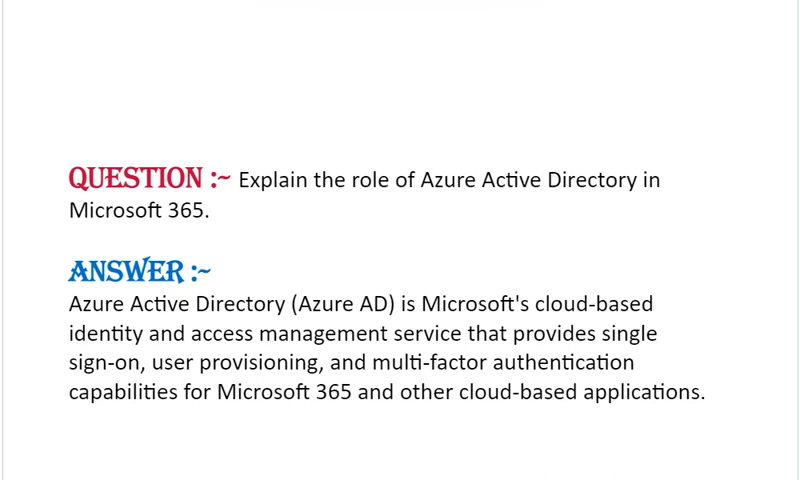 QUESTION :~ Explain the role of Azure Active Directory in
Microsoft 365.
ANSWER :~
Azure Active Directory (Azure AD) is Microsoft's cloud-based
identity and access management service that provides single
sign-on, user provisioning, and multi-factor authentication
capabilities for Microsoft 365 and other cloud-based applications.